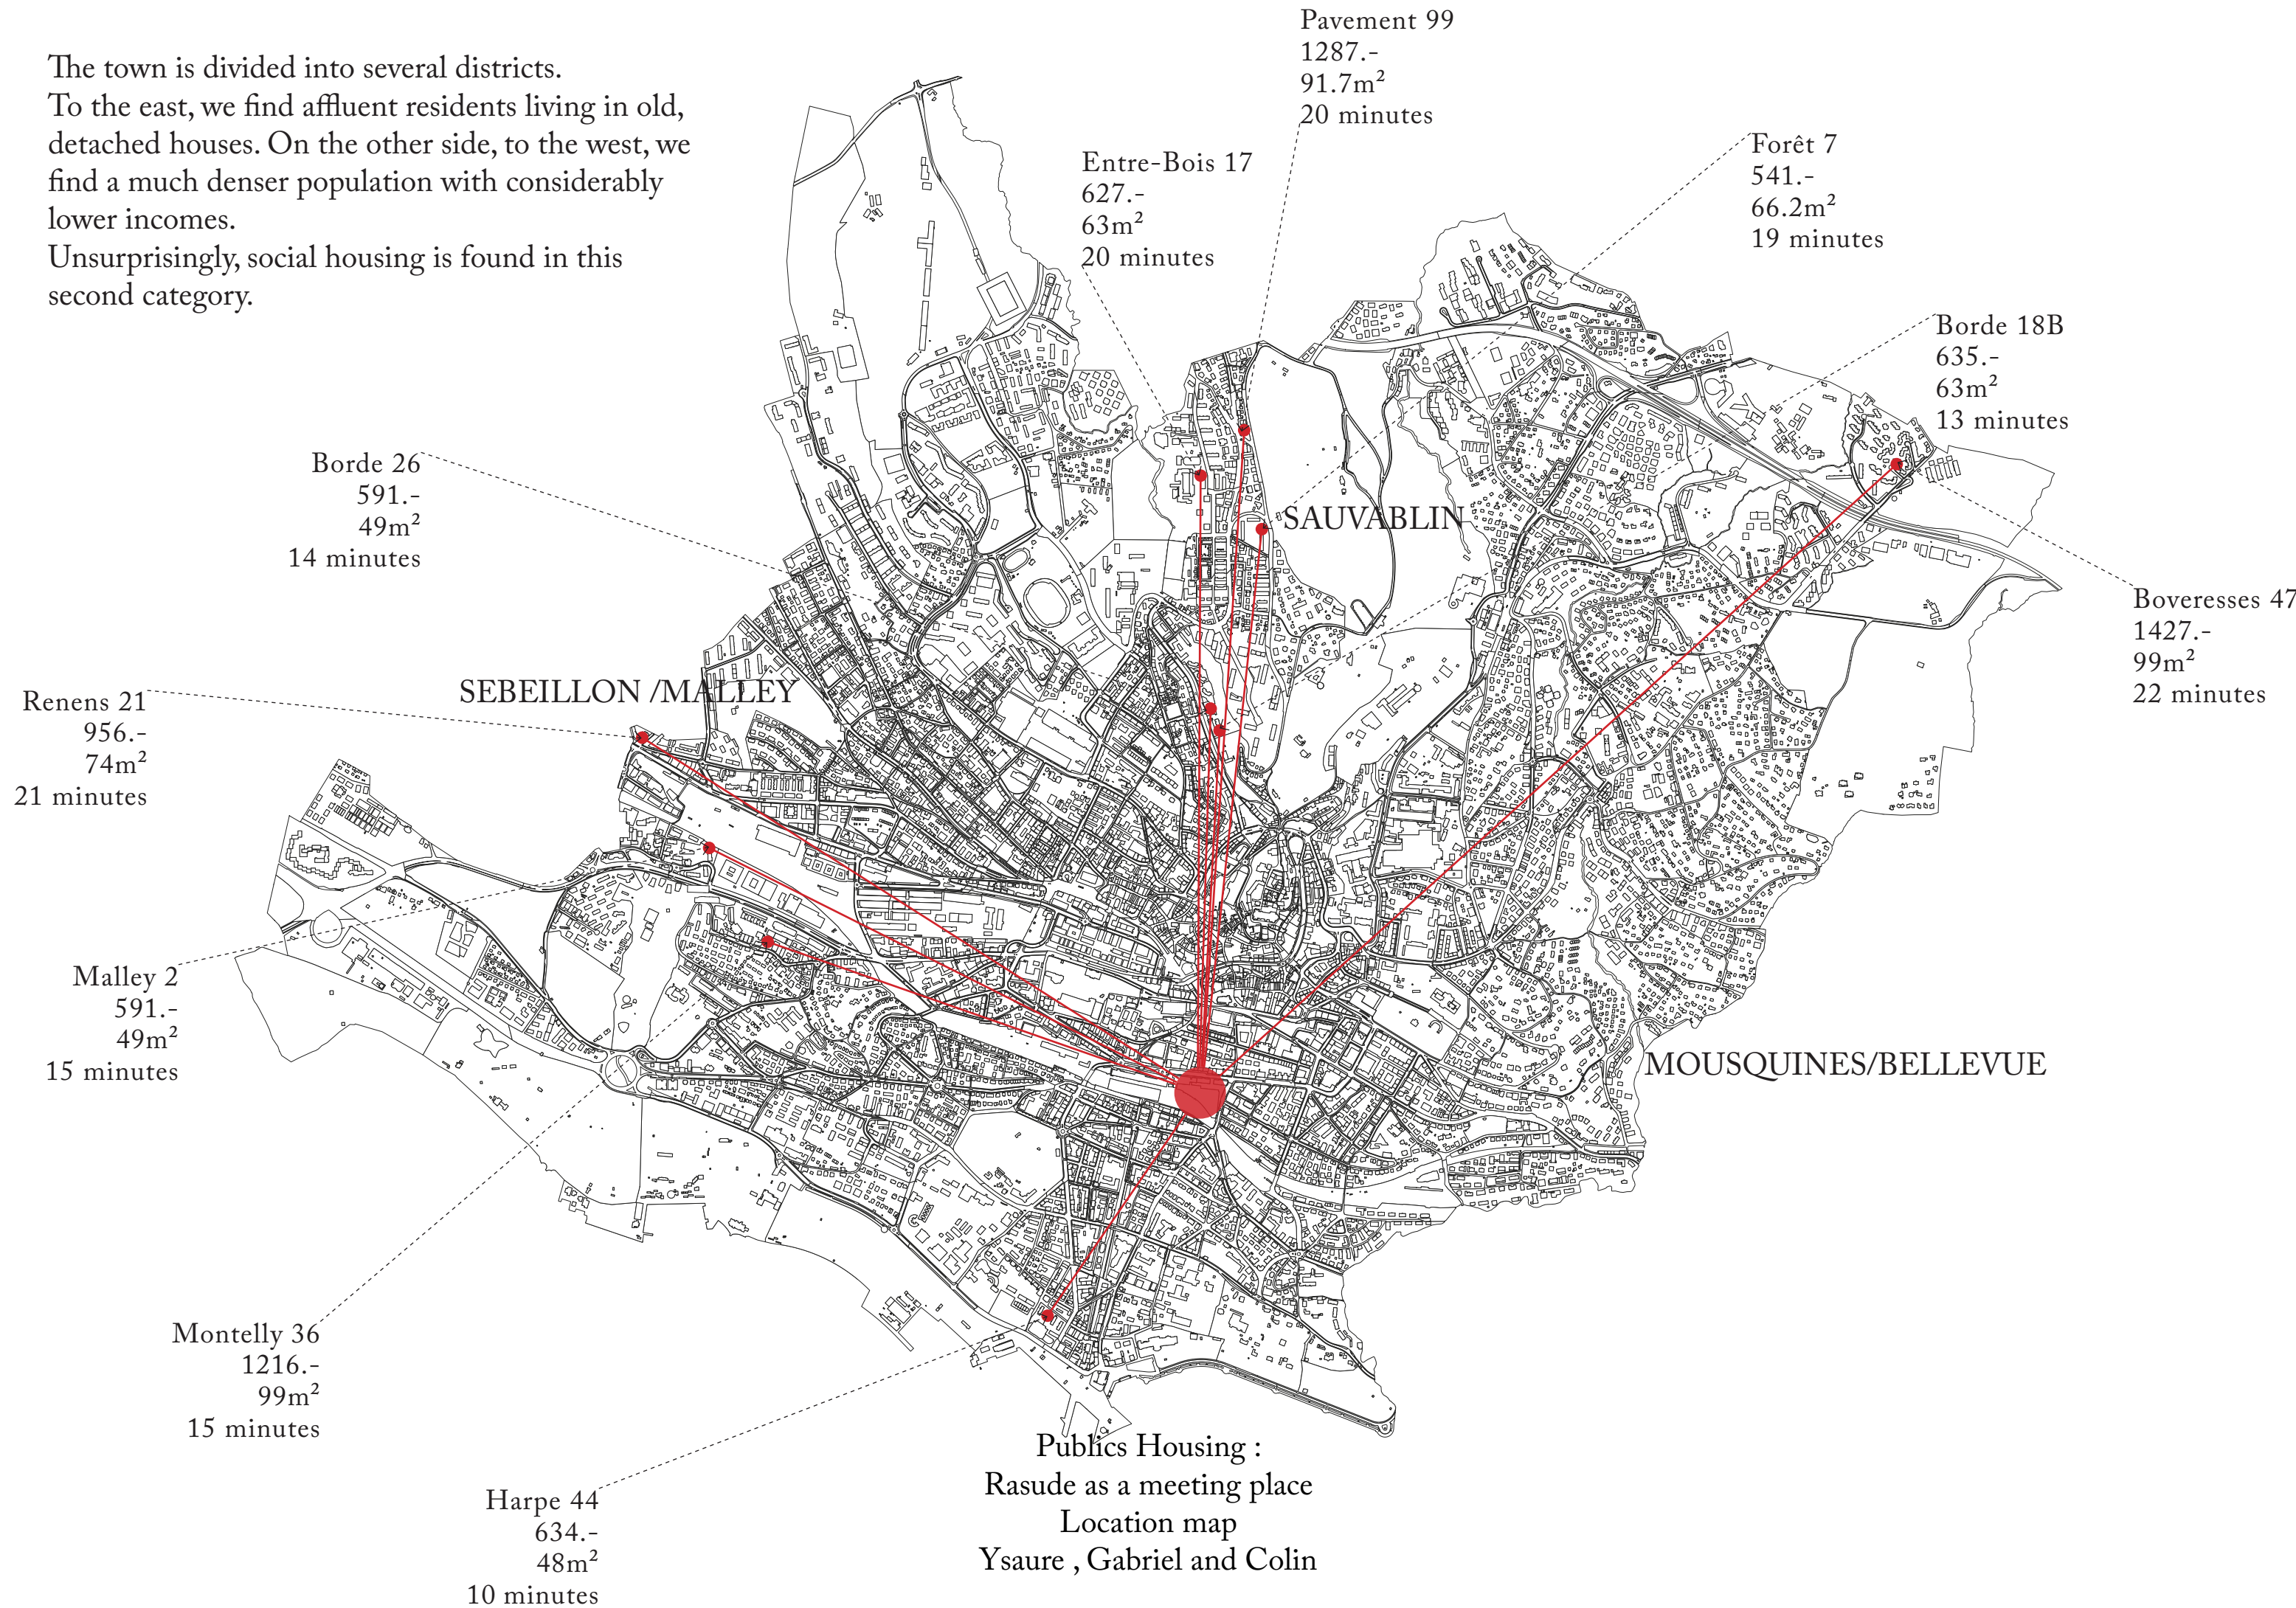 The town is divided into several districts.
To the east, we find affluent residents living in old,
detached houses. On the other side, to the west, we
find a much denser population with considerably
lower incomes.
Unsurprisingly, social housing is found in this
second category.
Pavement 99
1287.-
91.7m²
20 minutes
Entre-Bois 17
627.-
63m²
20 minutes
Forêt 7
541.-
66.2m²
19 minutes
Borde 18B
635.-
63m²
13 minutes
Borde 26
591.-
49m²
14 minutes
SAUVABLIN
Boveresses 47
1427.-
99m²
22 minutes
SEBEILLON /MALLEY
Renens 21
956.-
74m²
21 minutes
Malley 2
591.-
49m²
15 minutes
MOUSQUINES/BELLEVUE
Montelly 36
1216.-
99m²
15 minutes
Harpe 44
634.-
48m²
10 minutes
Publics Housing :
Rasude as a meeting place
Location map
Ysaure , Gabriel and Colin